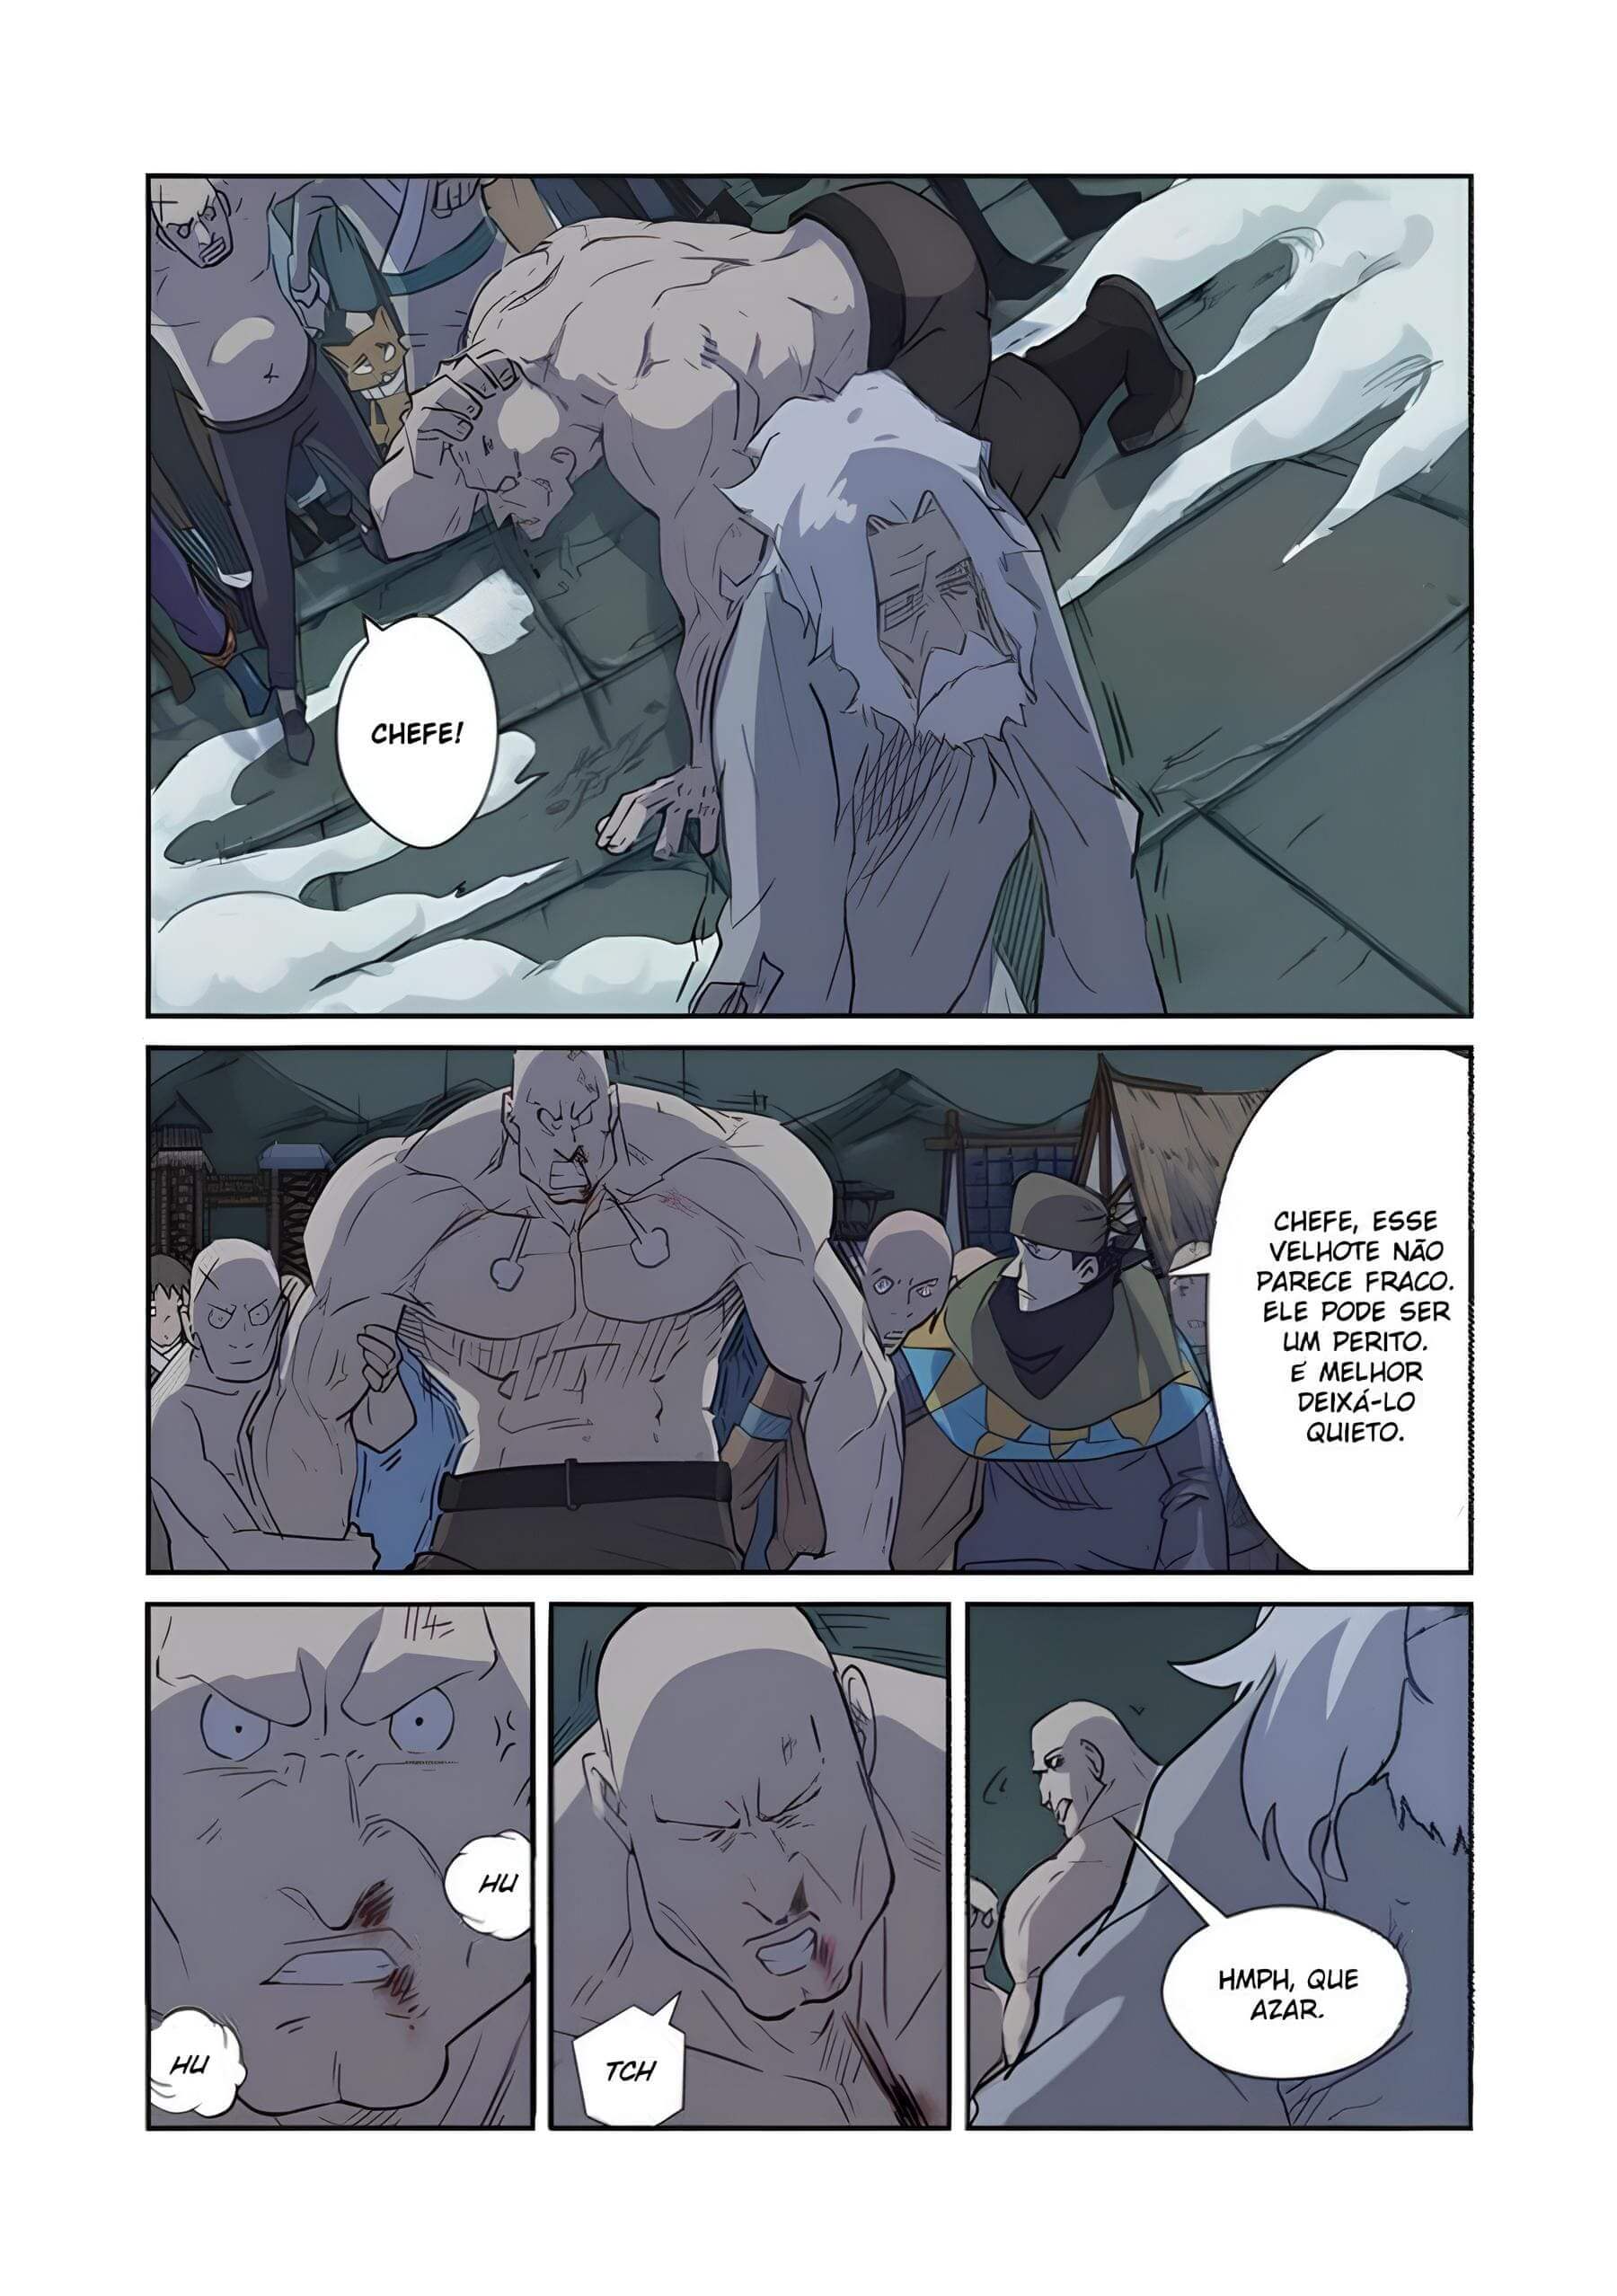 CHEFE!
CHEFE, ESSE
VELHOTE NÃO
PARECE FRACO.
ELE PODE SER
UM PERITO.
É MELHOR
DEIXÁ-LO
QUIETO.
HU
HU
TCH
HMPH, QUE
AZAR.